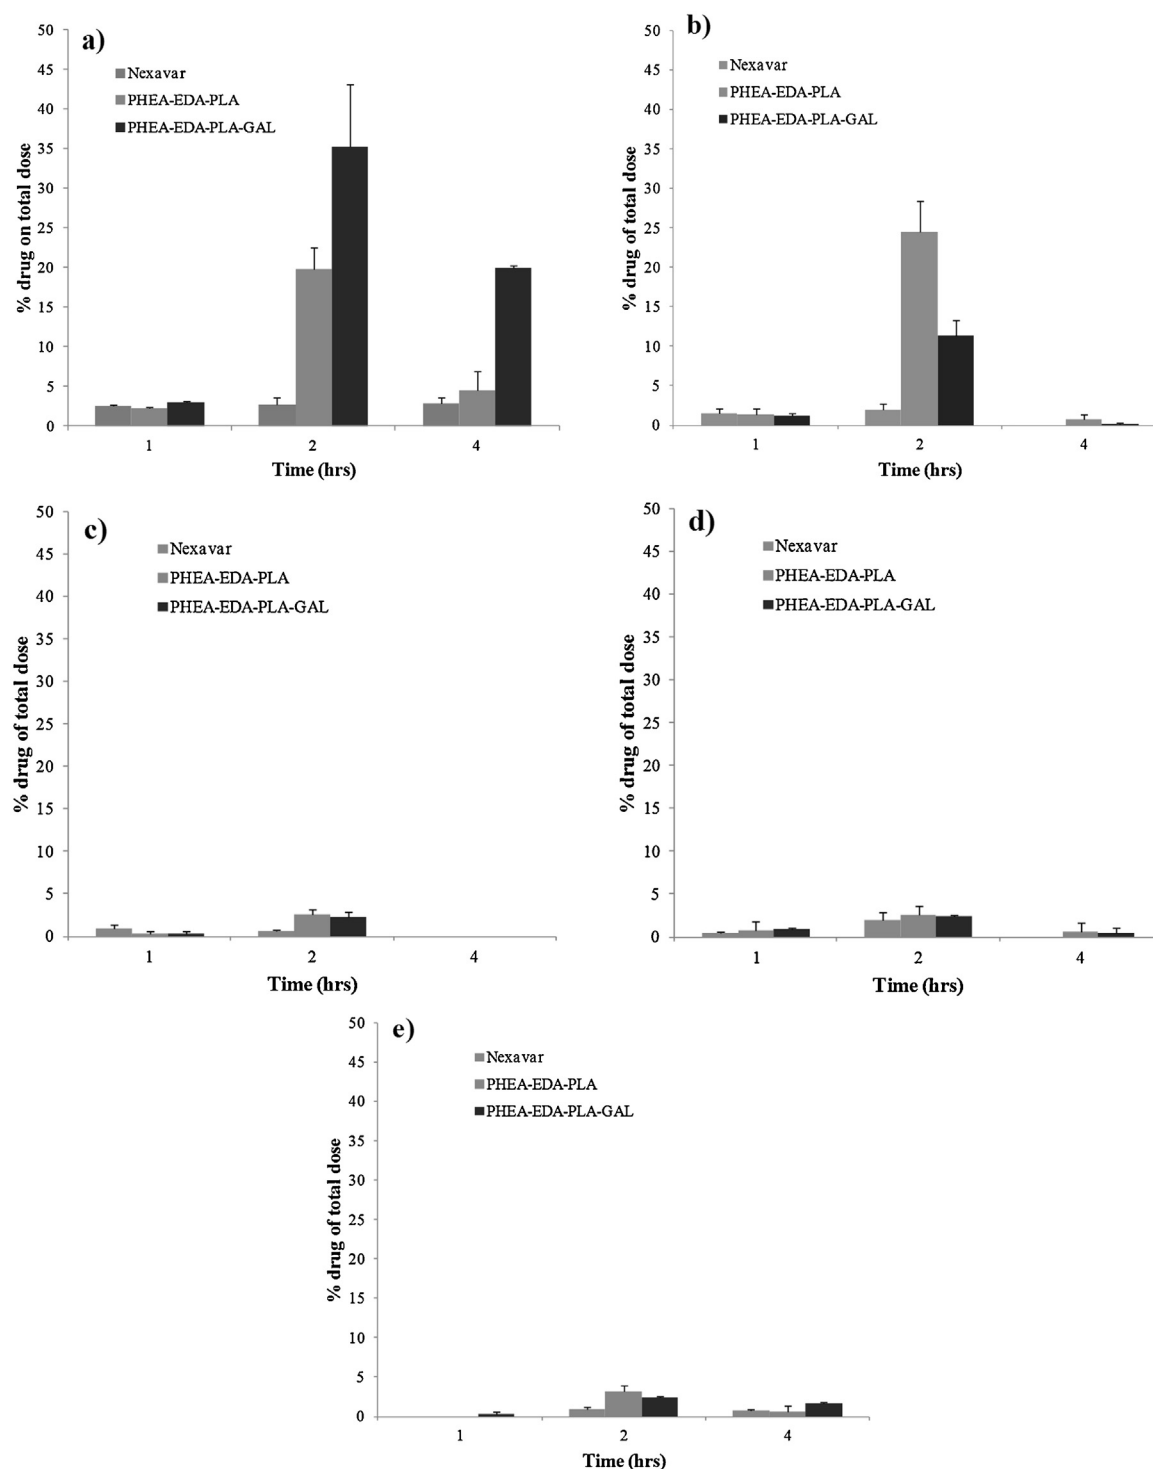 a)
50
45
40
35
30
25
20
15
10
5
0
% drug on total dose
Nexavar
PHEA-EDA-PLA
PHEA-EDA-PLA-GAL
1 2 4
Time (hrs)
b)
50
45
40
35
30
25
20
15
10
5
0
% drug of total dose
Nexavar
PHEA-EDA-PLA
PHEA-EDA-PLA-GAL
1 2 4
Time (hrs)
c)
50
45
40
35
30
25
20
15
10
5
0
% drug of total dose
Nexavar
PHEA-EDA-PLA
PHEA-EDA-PLA-GAL
1 2 4
Time (hrs)
d)
50
45
40
35
30
25
20
15
10
5
0
% drug of total dose
Nexavar
PHEA-EDA-PLA
PHEA-EDA-PLA-GAL
1 2 4
Time (hrs)
e)
50
45
40
35
30
25
20
15
10
5
0
% drug of total dose
Nexavar
PHEA-EDA-PLA
PHEA-EDA-PLA-GAL
1 2 4
Time (hrs)